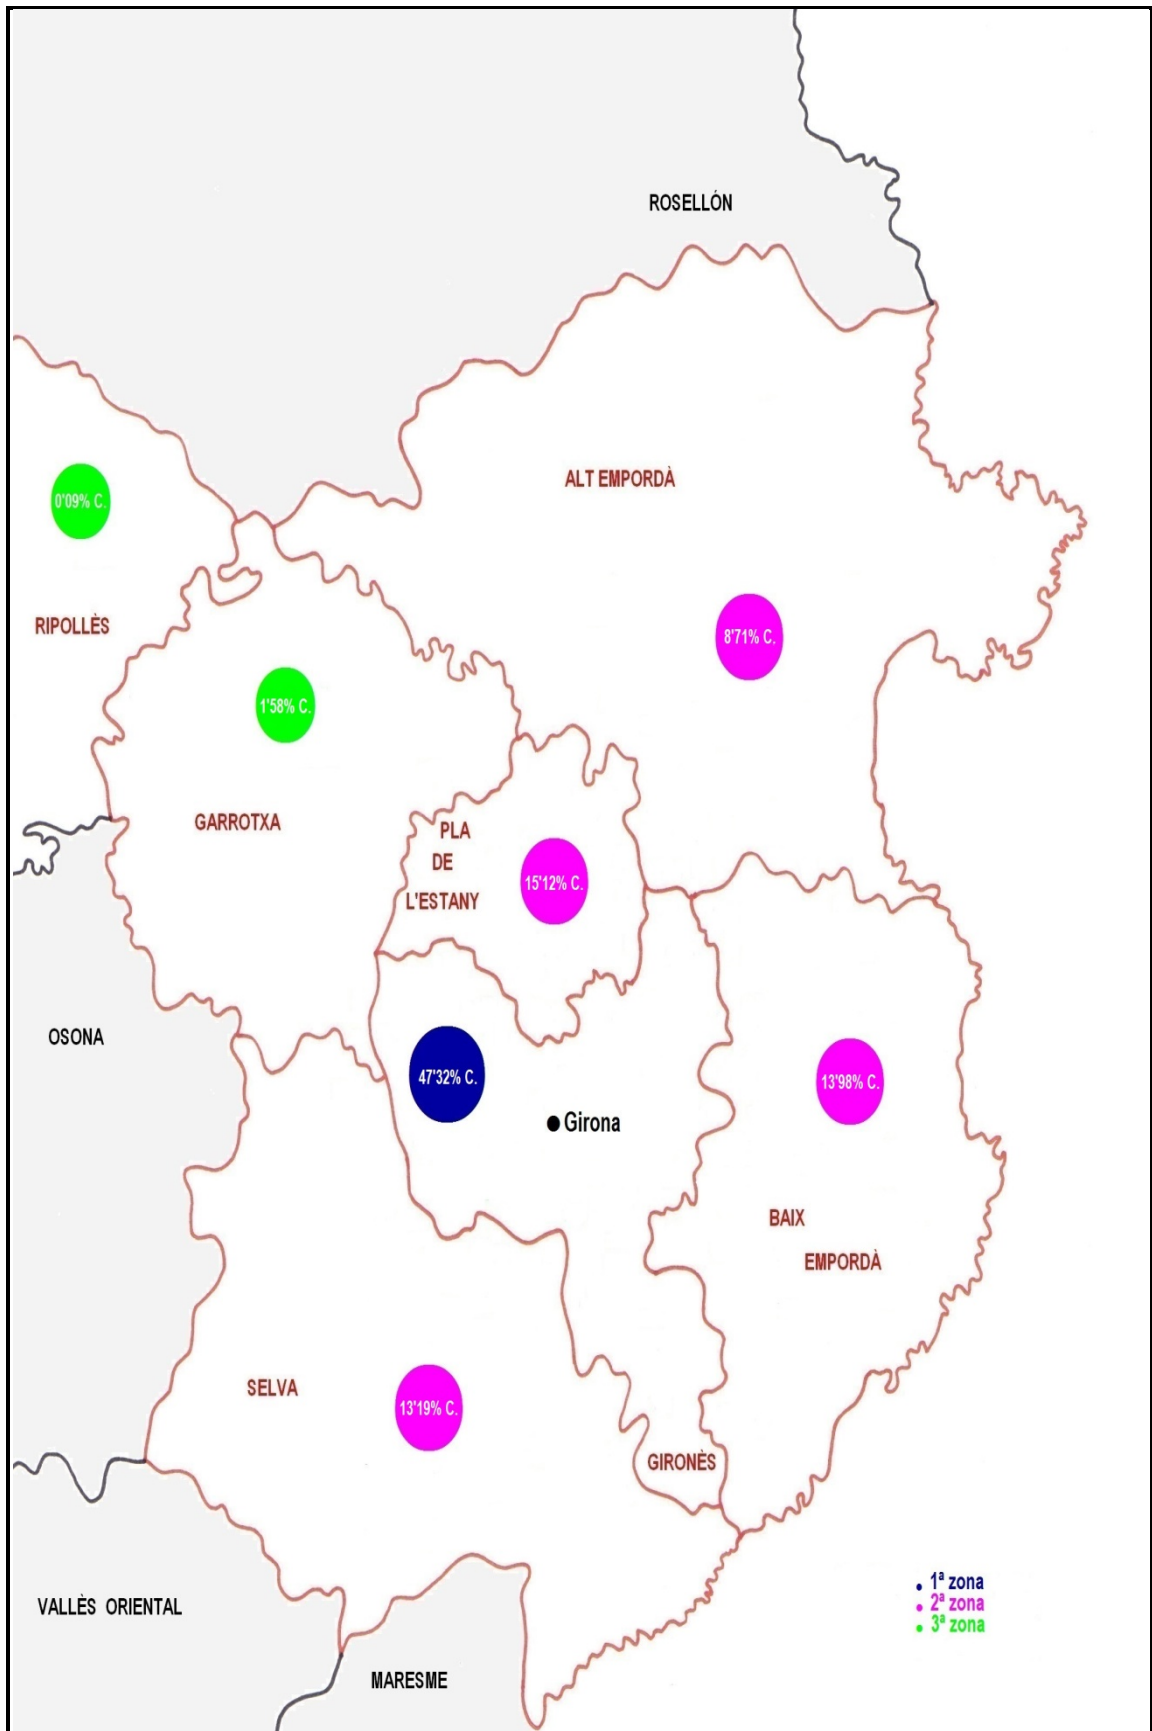 ROSELLÓN
ALT EMPORDÀ
0'09% C.
RIPOLLÈS
8'71% C.
1'58% C.
GARROTXA
PLA
DE
L'ESTANY
15'12% C.
OSONA
47'32% C.
13'98% C.
Girona
BAIX
EMPORDÀ
SELVA
13'19% C.
GIRONÈS
1ª zona
2ª zona
3ª zona
VALLÈS ORIENTAL
MARESME